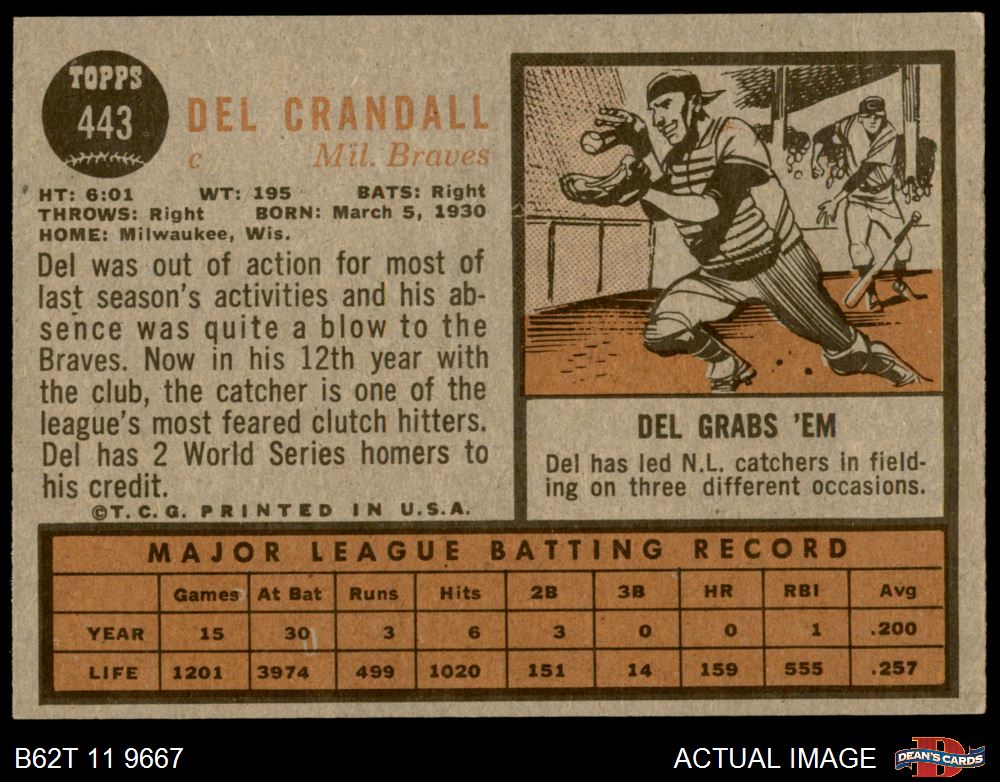 TOPPS
443
DEL CRANDALL
C Mil. Braves
HT: 6:01 WT: 195 BATS: Right
THROWS: Right BORN: March 5, 1930
HOME: Milwaukee, Wis.
Del was out of action for most of
last season's activities and his ab-
sence was quite a blow to the
Braves. Now in his 12th year with
the club, the catcher is one of the
league's most feared clutch hitters.
Del has 2 World Series homers to
his credit.
©T.C.G. PRINTED IN U.S.A.
DEL GRABS 'EM
Del has led N.L. catchers in field-
ing on three different occasions.
MAJOR LEAGUE BATTING RECORD
Games At Bat Runs Hits 2B 3B HR RBI Avg
YEAR 15 30 3 6 3 0 0 1 .200
LIFE 1201 3974 499 1020 151 14 159 555 .257
B62T 11 9667
ACTUAL IMAGE
D
DEAN'S CARDS